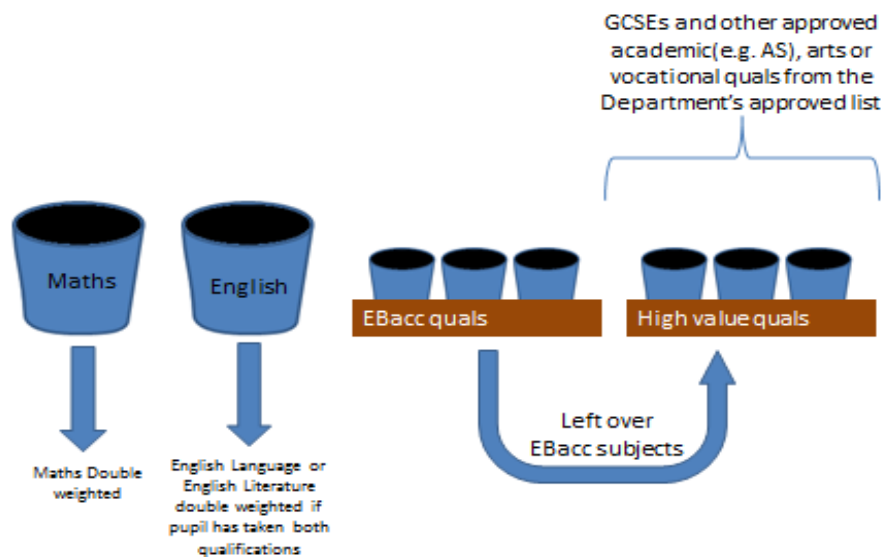 GCSEs and other approved
academic(e.g. AS), arts or
vocational quals from the
Department's approved list
Maths
English
EBacc quals
High value quals
Left over
EBacc subjects
Maths Double
weighted
English Language or
English Literature
double weighted if
pupil has taken both
qualifications